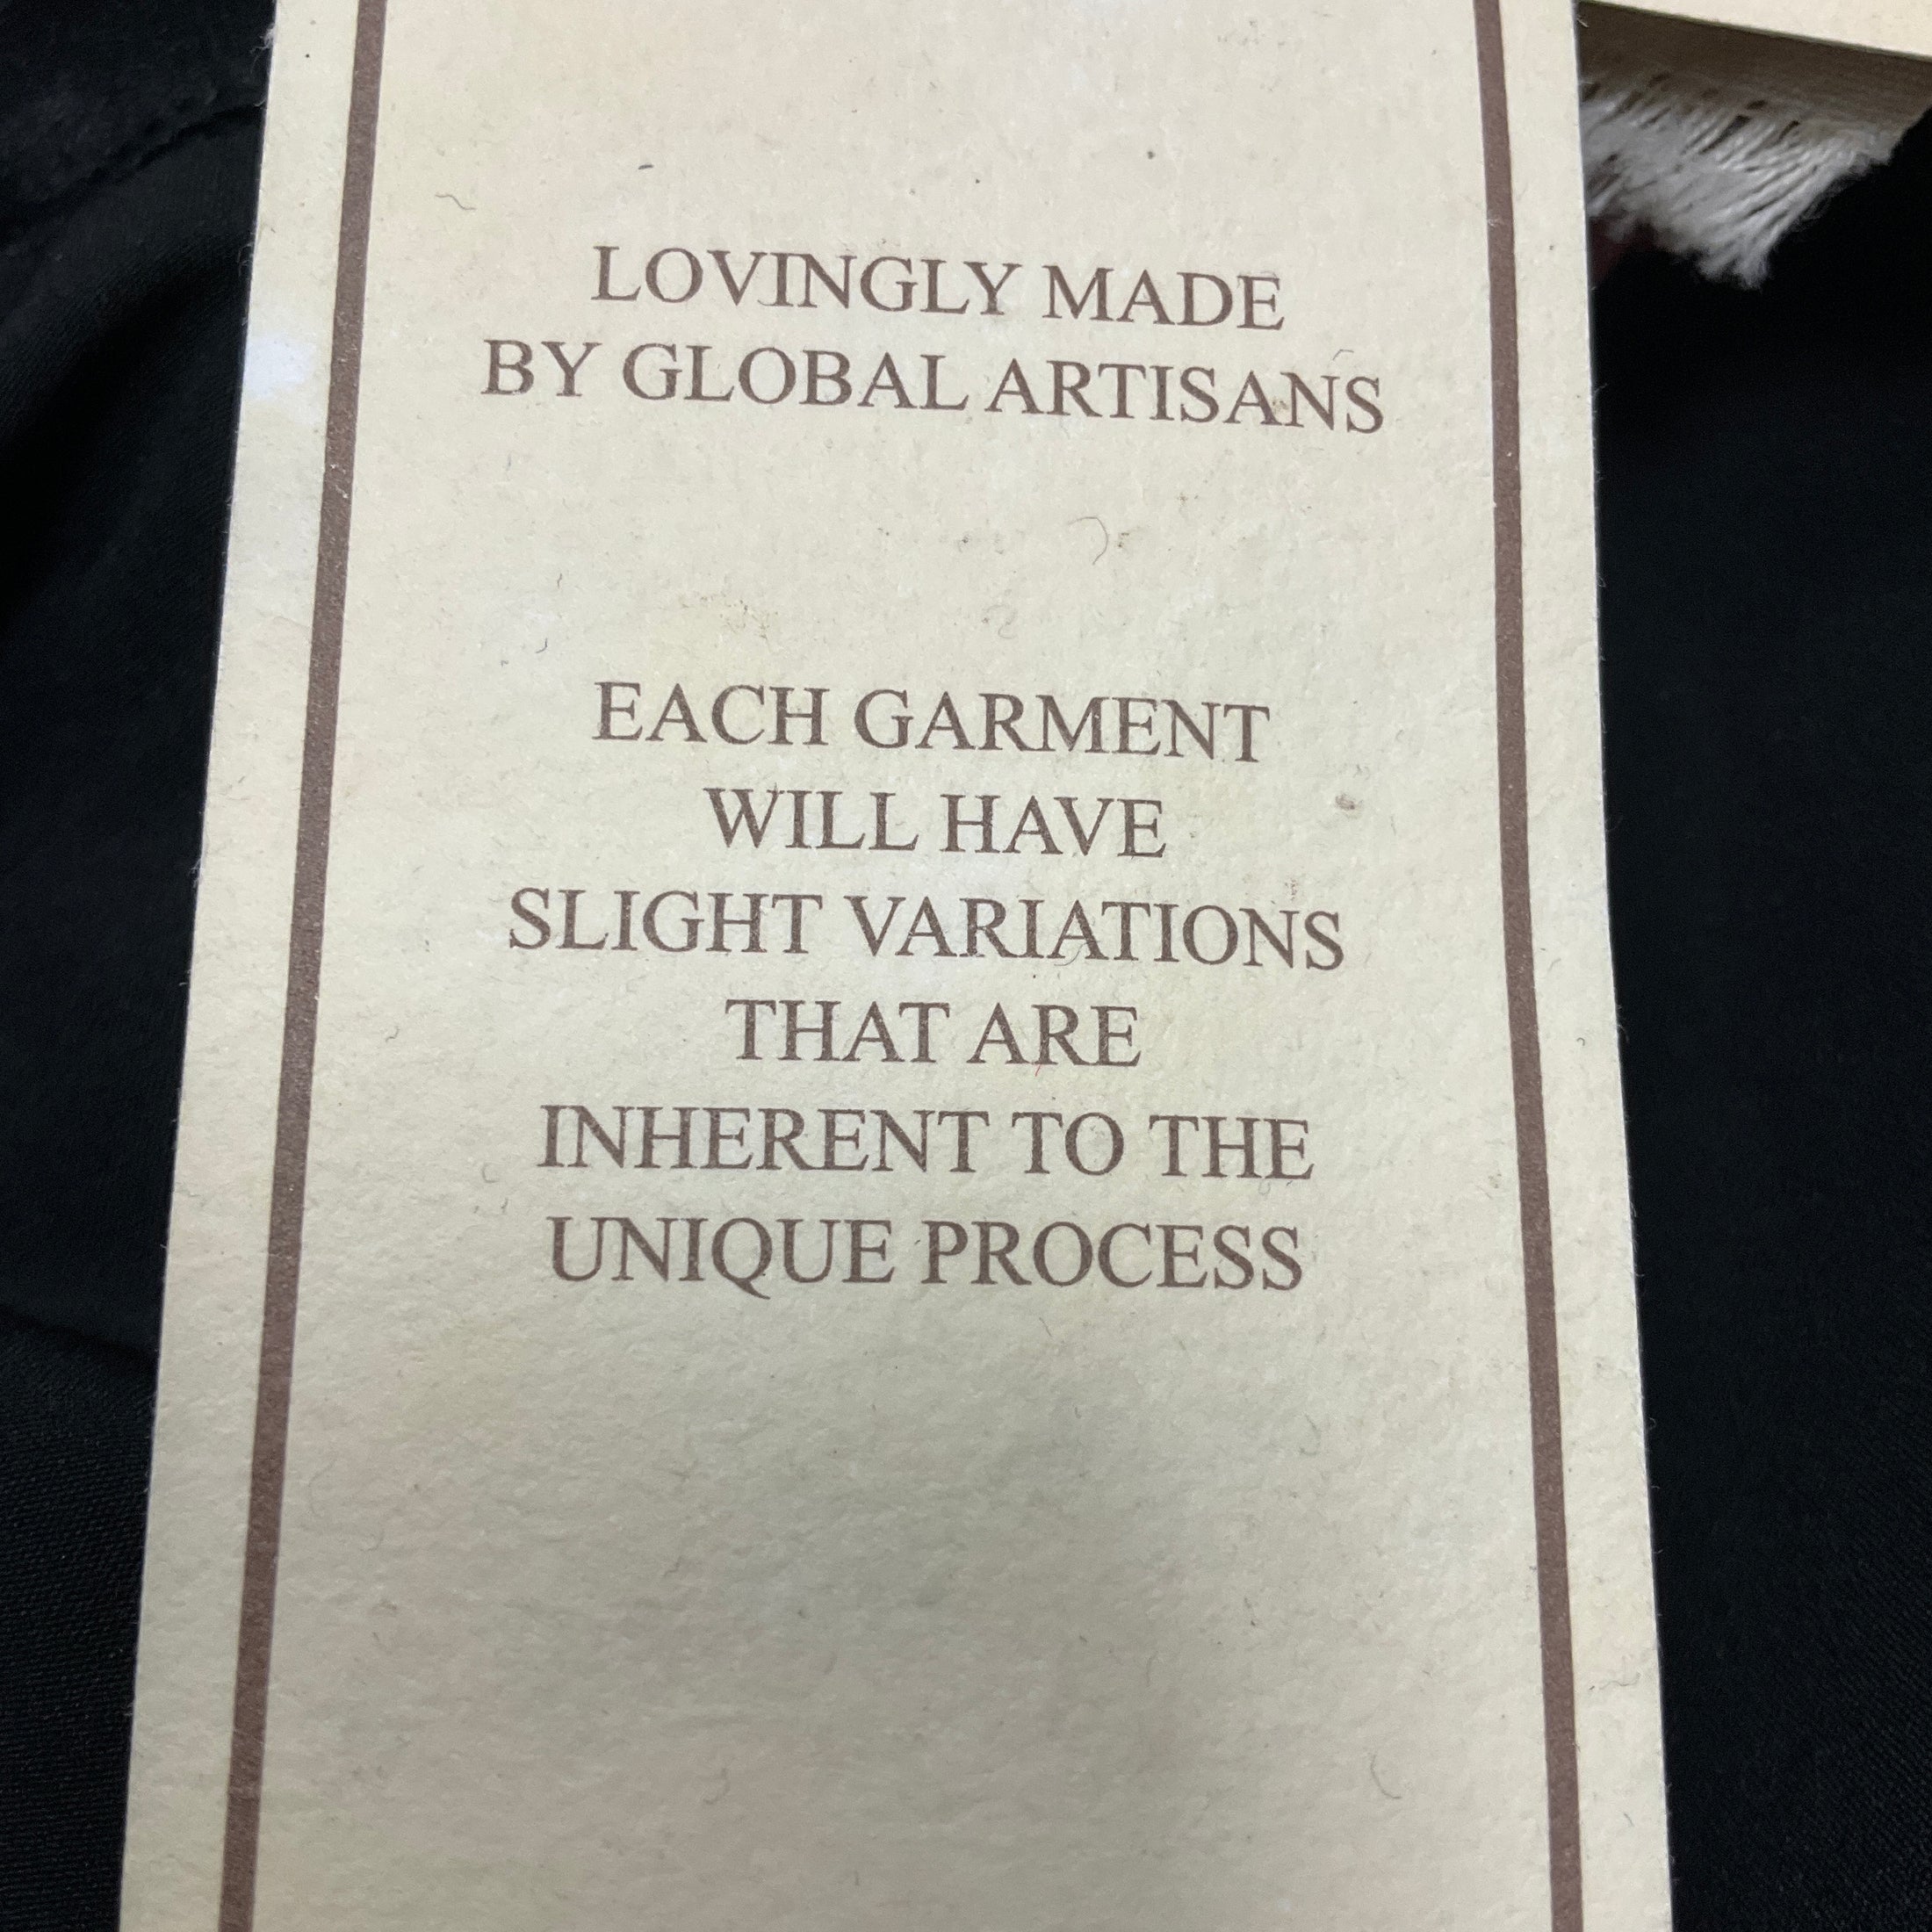 LOVINGLY MADE
BY GLOBAL ARTISANS
EACH GARMENT
WILL HAVE
SLIGHT VARIATIONS
THAT ARE
INHERENT TO THE
UNIQUE PROCESS